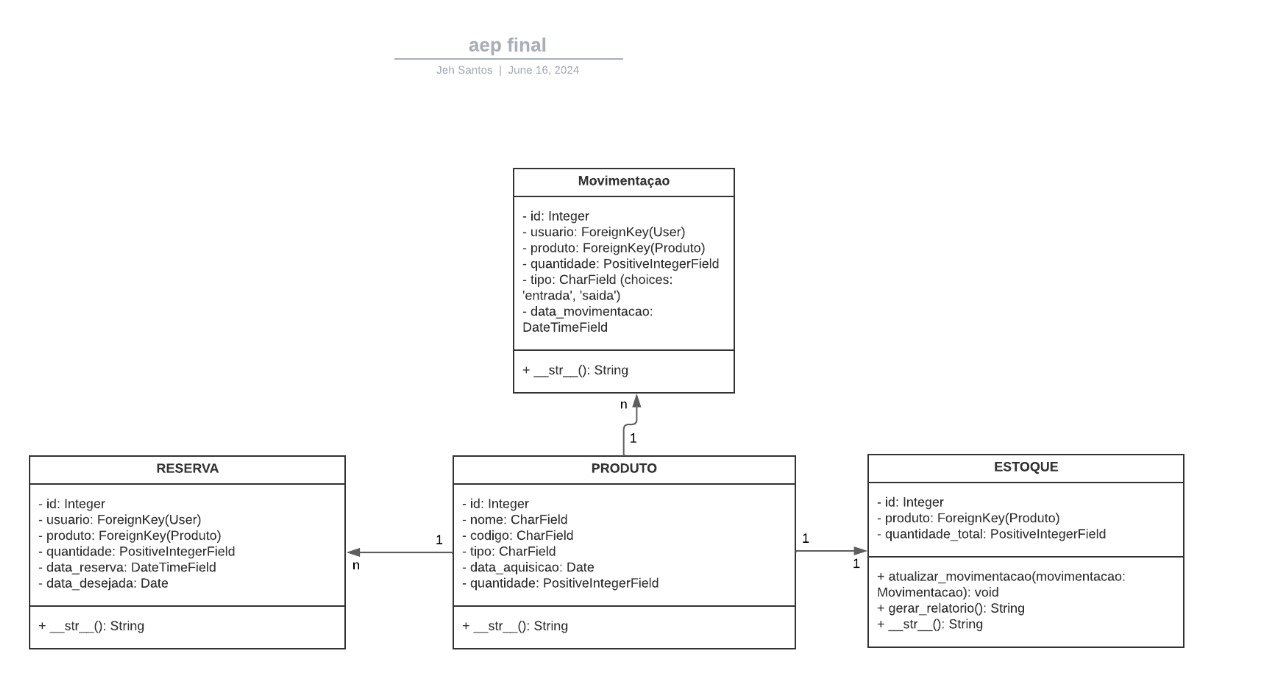 aep final
Jeh Santos | June 16, 2024
Movimentaçao
- id: Integer
- usuario: ForeignKey(User)
- produto: ForeignKey(Produto)
- quantidade: PositiveIntegerField
- tipo: CharField (choices:
'entrada', 'saida')
- data_movimentacao:
DateTimeField
+ __str__(): String
n
1
RESERVA
- id: Integer
- usuario: ForeignKey(User)
- produto: ForeignKey(Produto)
- quantidade: PositiveIntegerField
- data_reserva: DateTimeField
- data_desejada: Date
+ __str__(): String
1
n
PRODUTO
- id: Integer
- nome: CharField
- codigo: CharField
- tipo: CharField
- data_aquisicao: Date
- quantidade: PositiveIntegerField
+ __str__(): String
1
1
ESTOQUE
- id: Integer
- produto: ForeignKey(Produto)
- quantidade_total: PositiveIntegerField
+ atualizar_movimentacao(movimentacao:
Movimentacao): void
+ gerar_relatorio(): String
+ __str__(): String